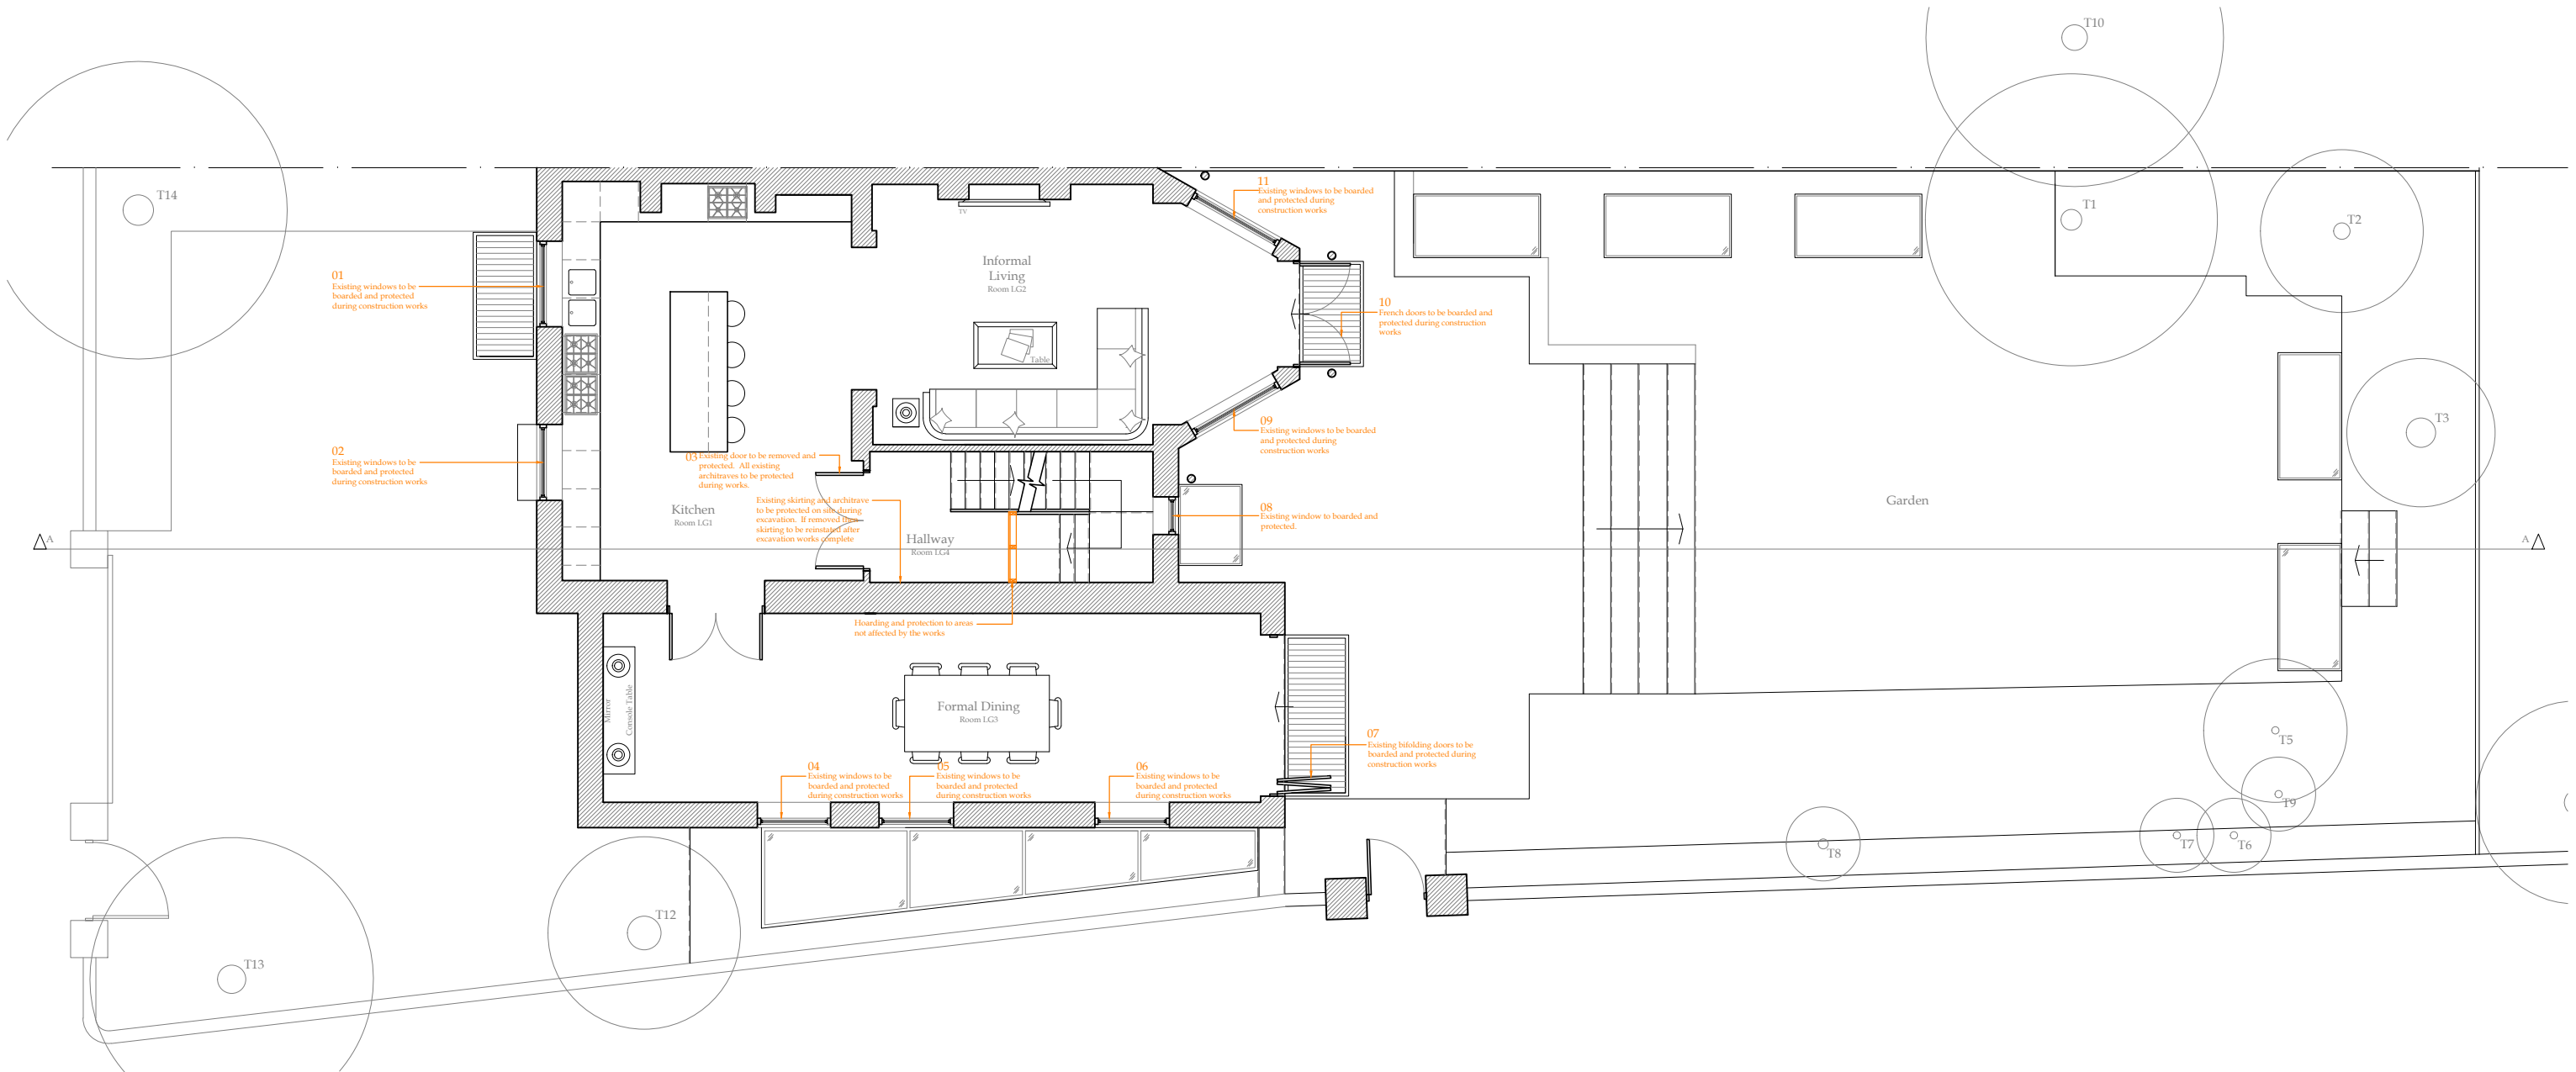 T10
T14
T1
T2
T3
11
Existing windows to be boarded
and protected during
construction works
TV
Informal
Living
Room LG2
01
Existing windows to be
boarded and protected
during construction works
10
French doors to be boarded and
protected during construction
works
Table
09
Existing windows to be boarded
and protected during
construction works
02
Existing windows to be
boarded and protected
during construction works
03
Existing door to be removed and
protected. All existing
architraves to be protected
during works.
Existing skirting and architrave
to be protected on site during
excavation. If removed then
skirting to be reinstated after
excavation works complete
Kitchen
Room LG1
Hallway
Room LG4
08
Existing window to boarded and
protected.
Garden
A
A
Hoarding and protection to areas
not affected by the works
Mirror
Console Table
Formal Dining
Room LG3
07
Existing bifolding doors to be
boarded and protected during
construction works
04
Existing windows to be
boarded and protected
during construction works
05
Existing windows to be
boarded and protected
during construction works
06
Existing windows to be
boarded and protected
during construction works
T5
T9
T8
T7
T6
T12
T13